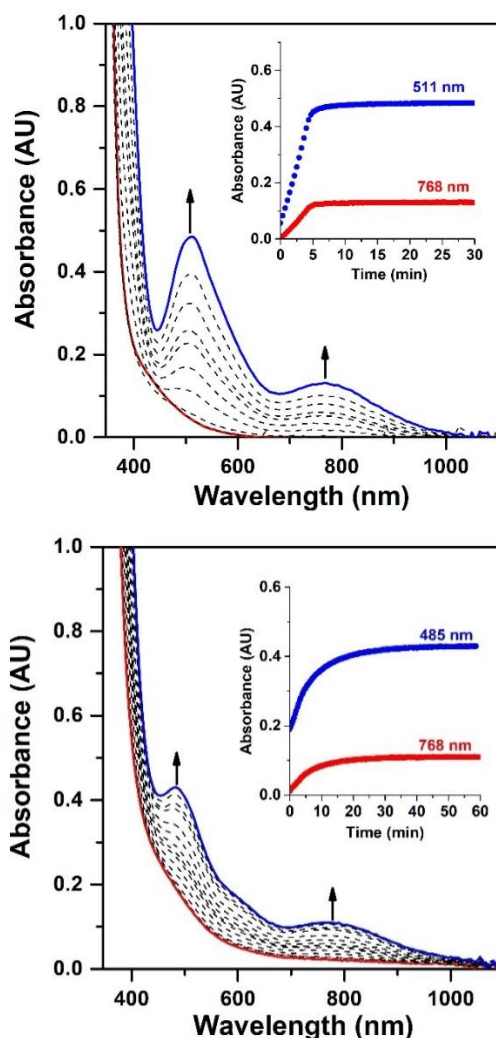 1.0
0.8
0.6
0.4
0.2
0.0
Absorbance (AU)
400 600 800 1000
Wavelength (nm)
0.6
0.4
0.2
0.0
Absorbance (AU)
511 nm
768 nm
0 5 10 15 20 25 30
Time (min)
1.0
0.8
0.6
0.4
0.2
0.0
Absorbance (AU)
400 600 800 1000
Wavelength (nm)
0.6
0.4
0.2
0.0
Absorbance (AU)
485 nm
768 nm
0 10 20 30 40 50 60
Time (min)